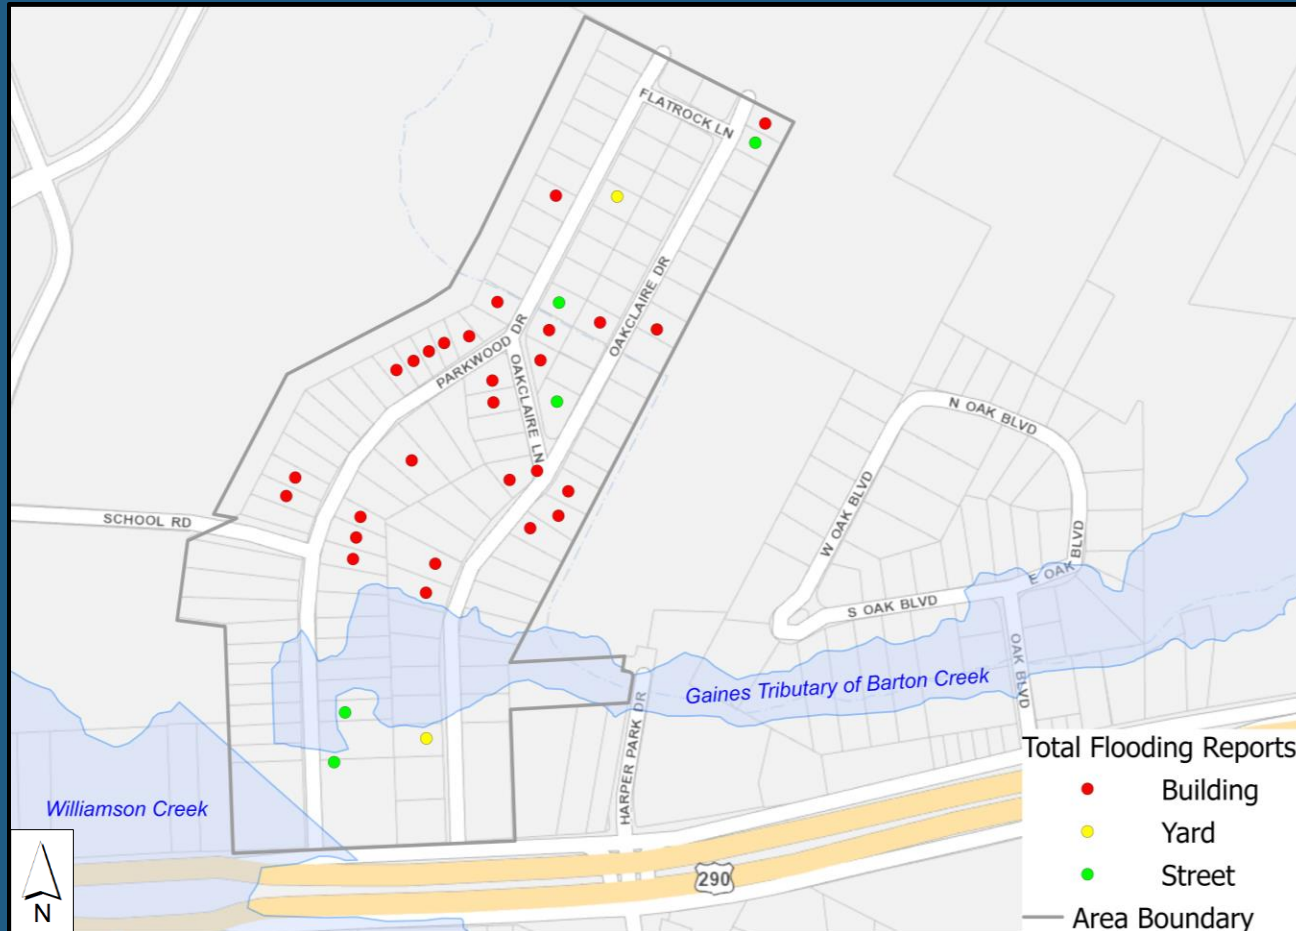 FLATROCK LN
OAKCLAIRE DR
PARKWOOD DR
OAKCLAIRE LN
SCHOOL RD
N OAK BLVD
W OAK BLVD
E OAK BLVD
S OAK BLVD
OAK BLVD
Gaines Tributary of Barton Creek
HARPER PARK DR
Williamson Creek
290
N
Total Flooding Reports
Building
Yard
Street
Area Boundary